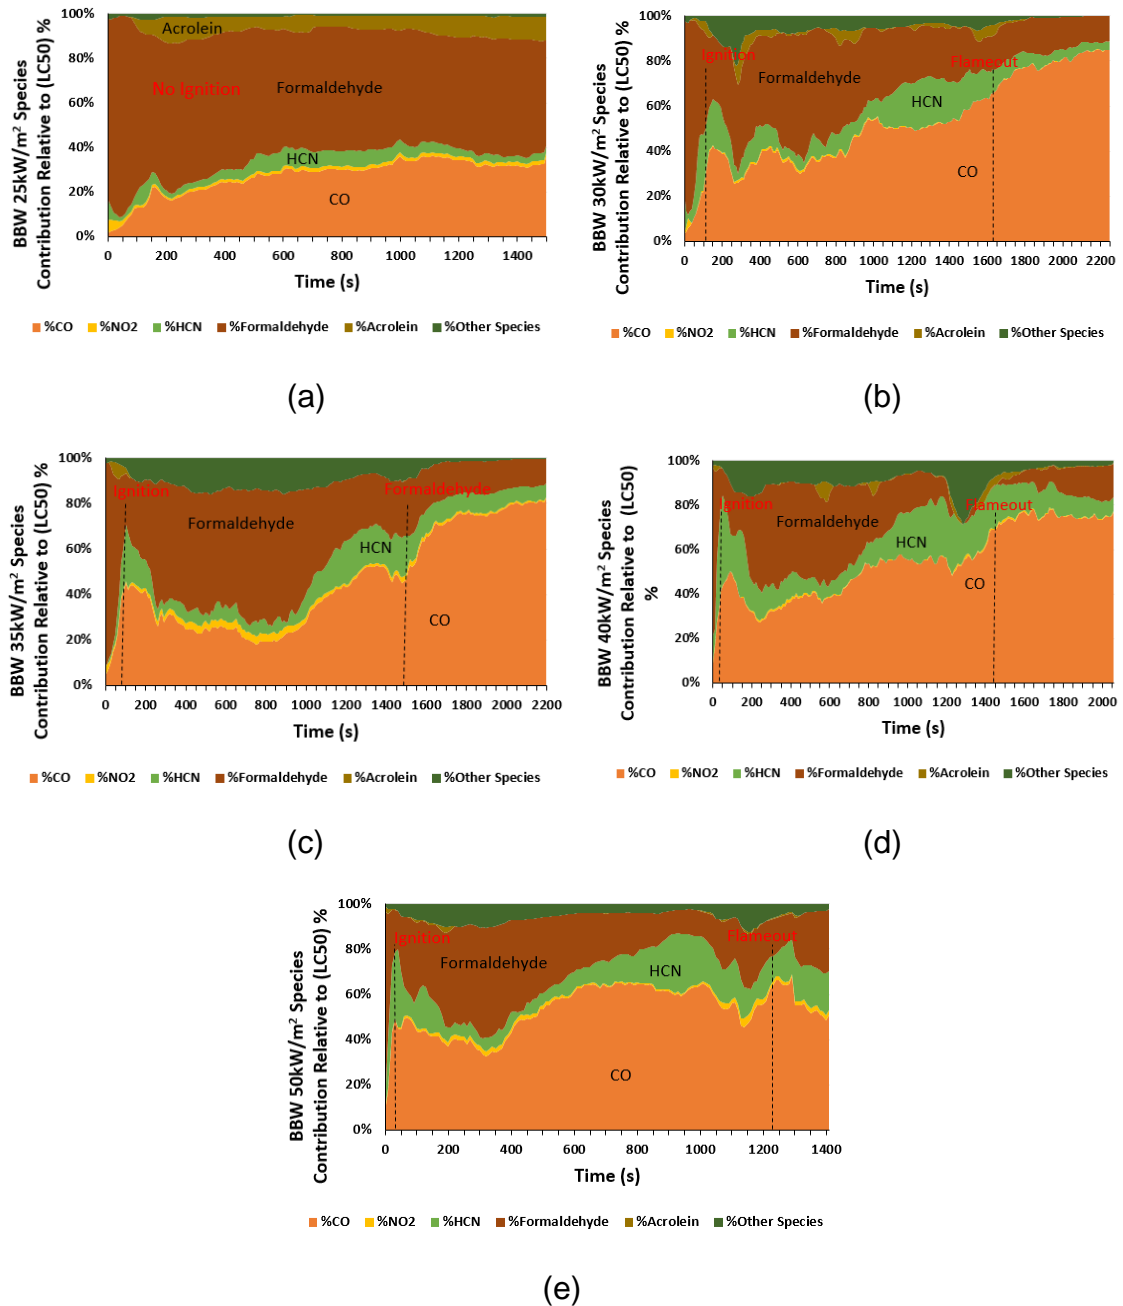 BBW 25kW/m2 Species
Contribution Relative to (LC50) %
100%
80%
60%
40%
20%
0%
Acrolein
No Ignition
Formaldehyde
HCN
CO
0 200 400 600 800 1000 1200 1400
Time (s)
%CO %NO2 %HCN %Formaldehyde %Acrolein %Other Species
(a)
BBW 30kW/m2 Species
Contribution Relative to (LC50) %
100%
80%
60%
40%
20%
0%
Ignition
Flameout
Formaldehyde
HCN
CO
0 200 400 600 800 1000 1200 1400 1600 1800 2000 2200
Time (s)
%CO %NO2 %HCN %Formaldehyde %Acrolein %Other Species
(b)
BBW 35kW/m2 Species
Contribution Relative to (LC50) %
100%
80%
60%
40%
20%
0%
Ignition
Formaldehyde
Formaldehyde
HCN
CO
0 200 400 600 800 1000 1200 1400 1600 1800 2000 2200
Time (s)
%CO %NO2 %HCN %Formaldehyde %Acrolein %Other Species
(c)
BBW 40kW/m2 Species
Contribution Relative to (LC50)
%
100%
80%
60%
40%
20%
0%
Ignition
Flameout
Formaldehyde
HCN
CO
0 200 400 600 800 1000 1200 1400 1600 1800 2000
Time (s)
%CO %NO2 %HCN %Formaldehyde %Acrolein %Other Species
(d)
BBW 50kW/m2 Species
Contribution Relative to (LC50) %
100%
80%
60%
40%
20%
0%
Ignition
Flameout
Formaldehyde
HCN
CO
0 200 400 600 800 1000 1200 1400
Time (s)
%CO %NO2 %HCN %Formaldehyde %Acrolein %Other Species
(e)